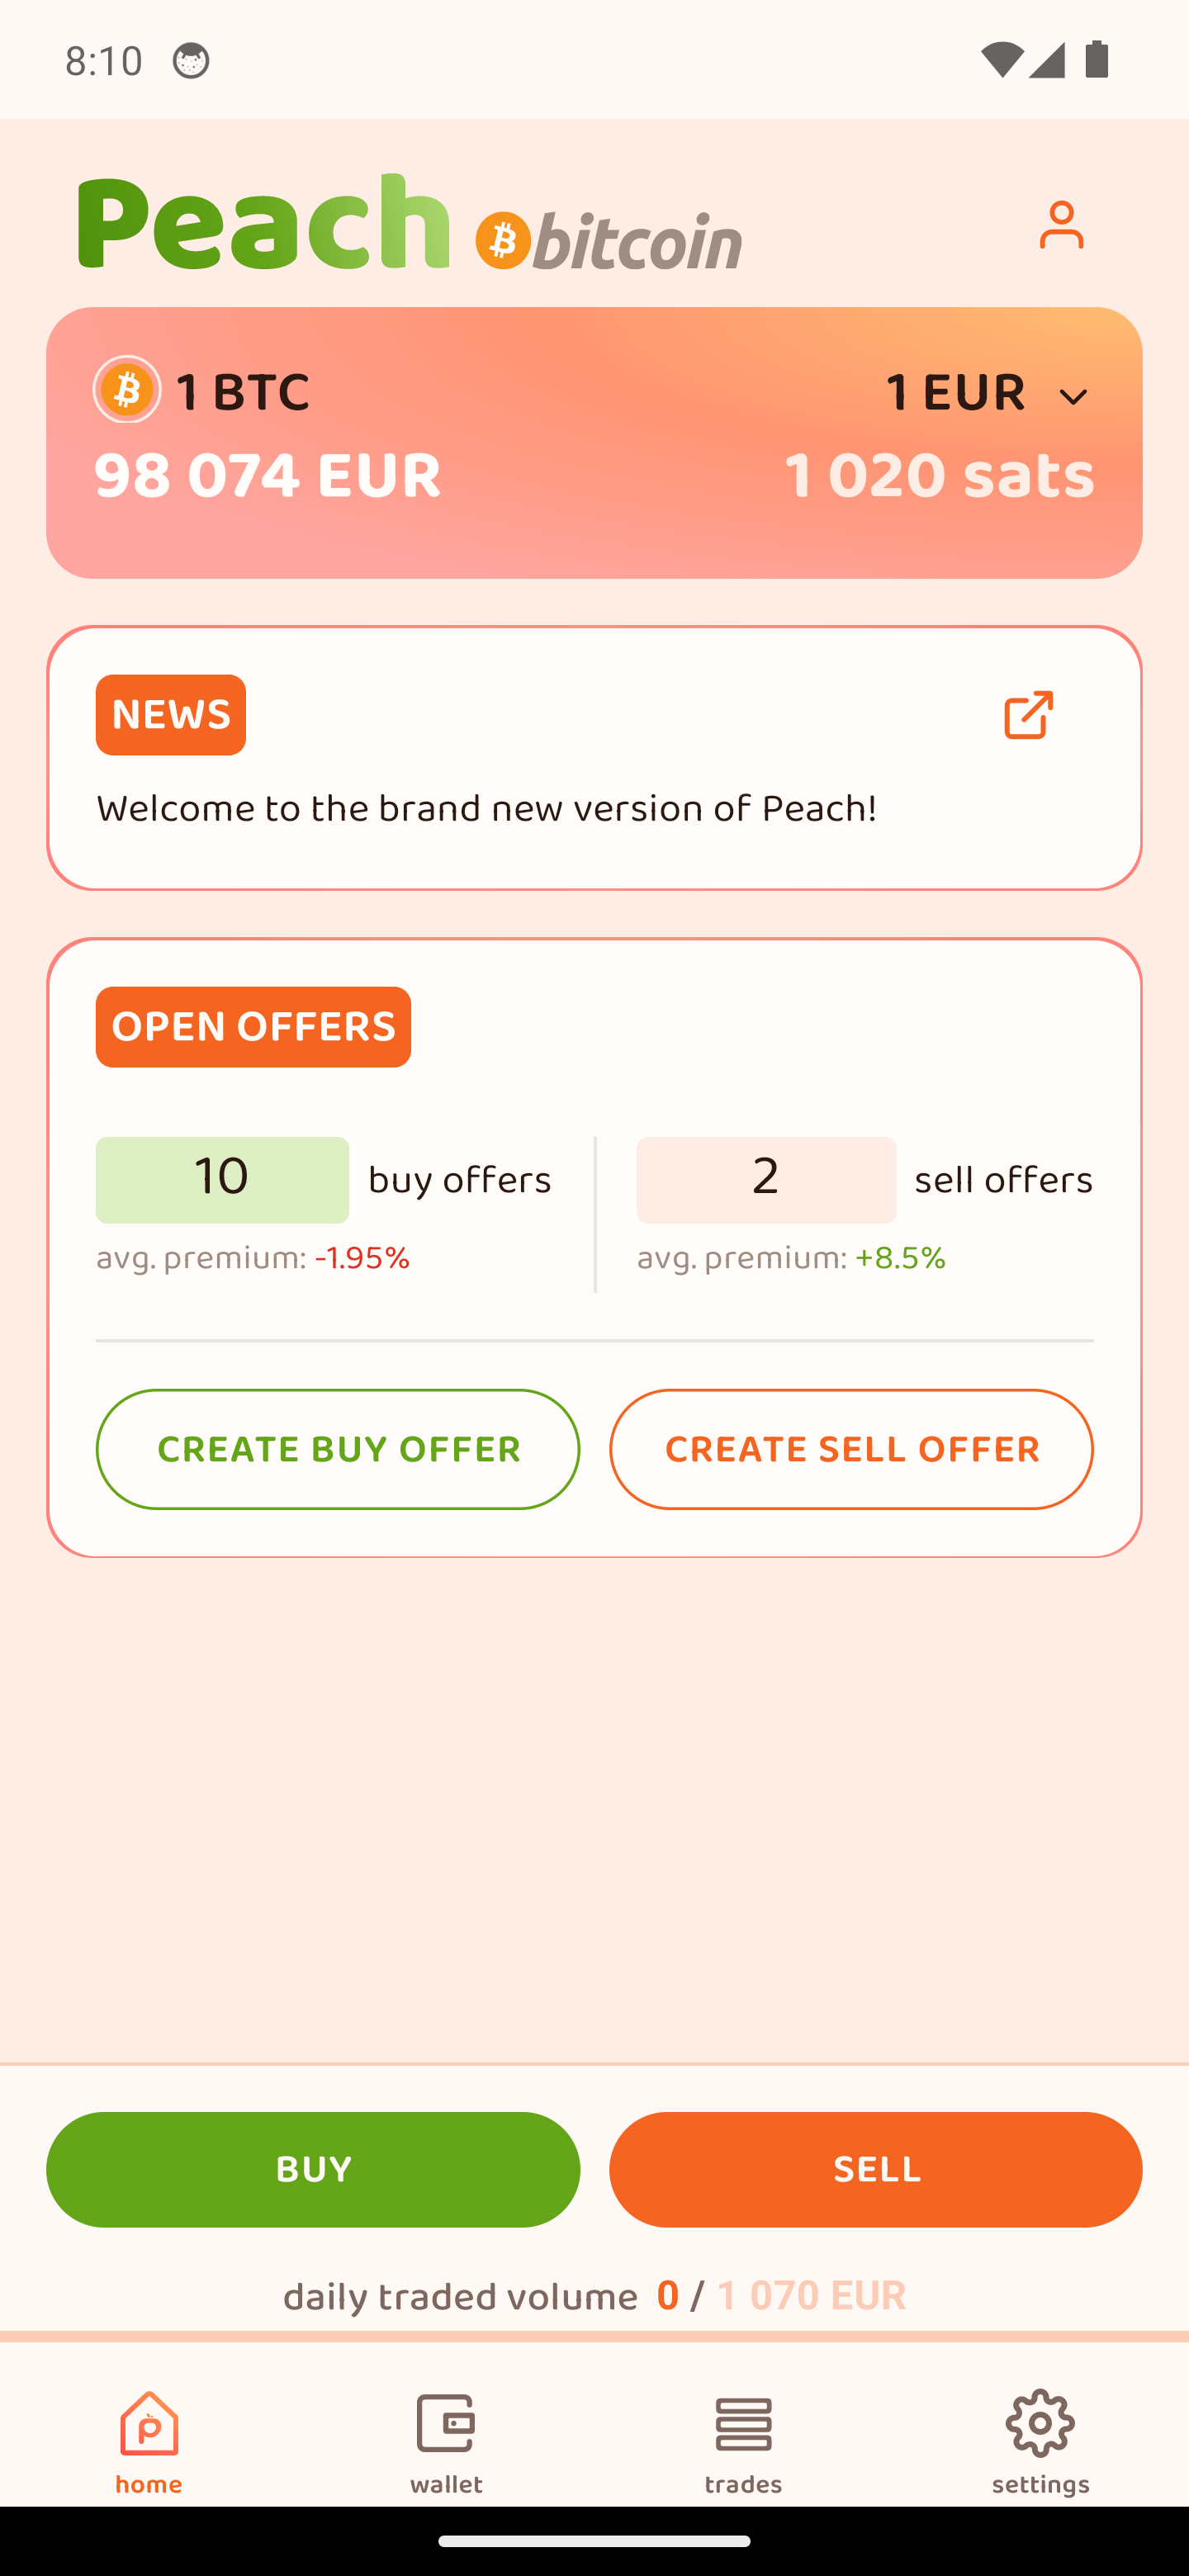 8:10
Peach bitcoin
1 BTC 1 EUR
98 074 EUR 1 020 sats
NEWS
Welcome to the brand new version of Peach!
OPEN OFFERS
10 buy offers 2 sell offers
avg. premium: -1.95% avg. premium: +8.5%
CREATE BUY OFFER CREATE SELL OFFER
BUY SELL
daily traded volume 0 / 1 070 EUR
home wallet trades settings